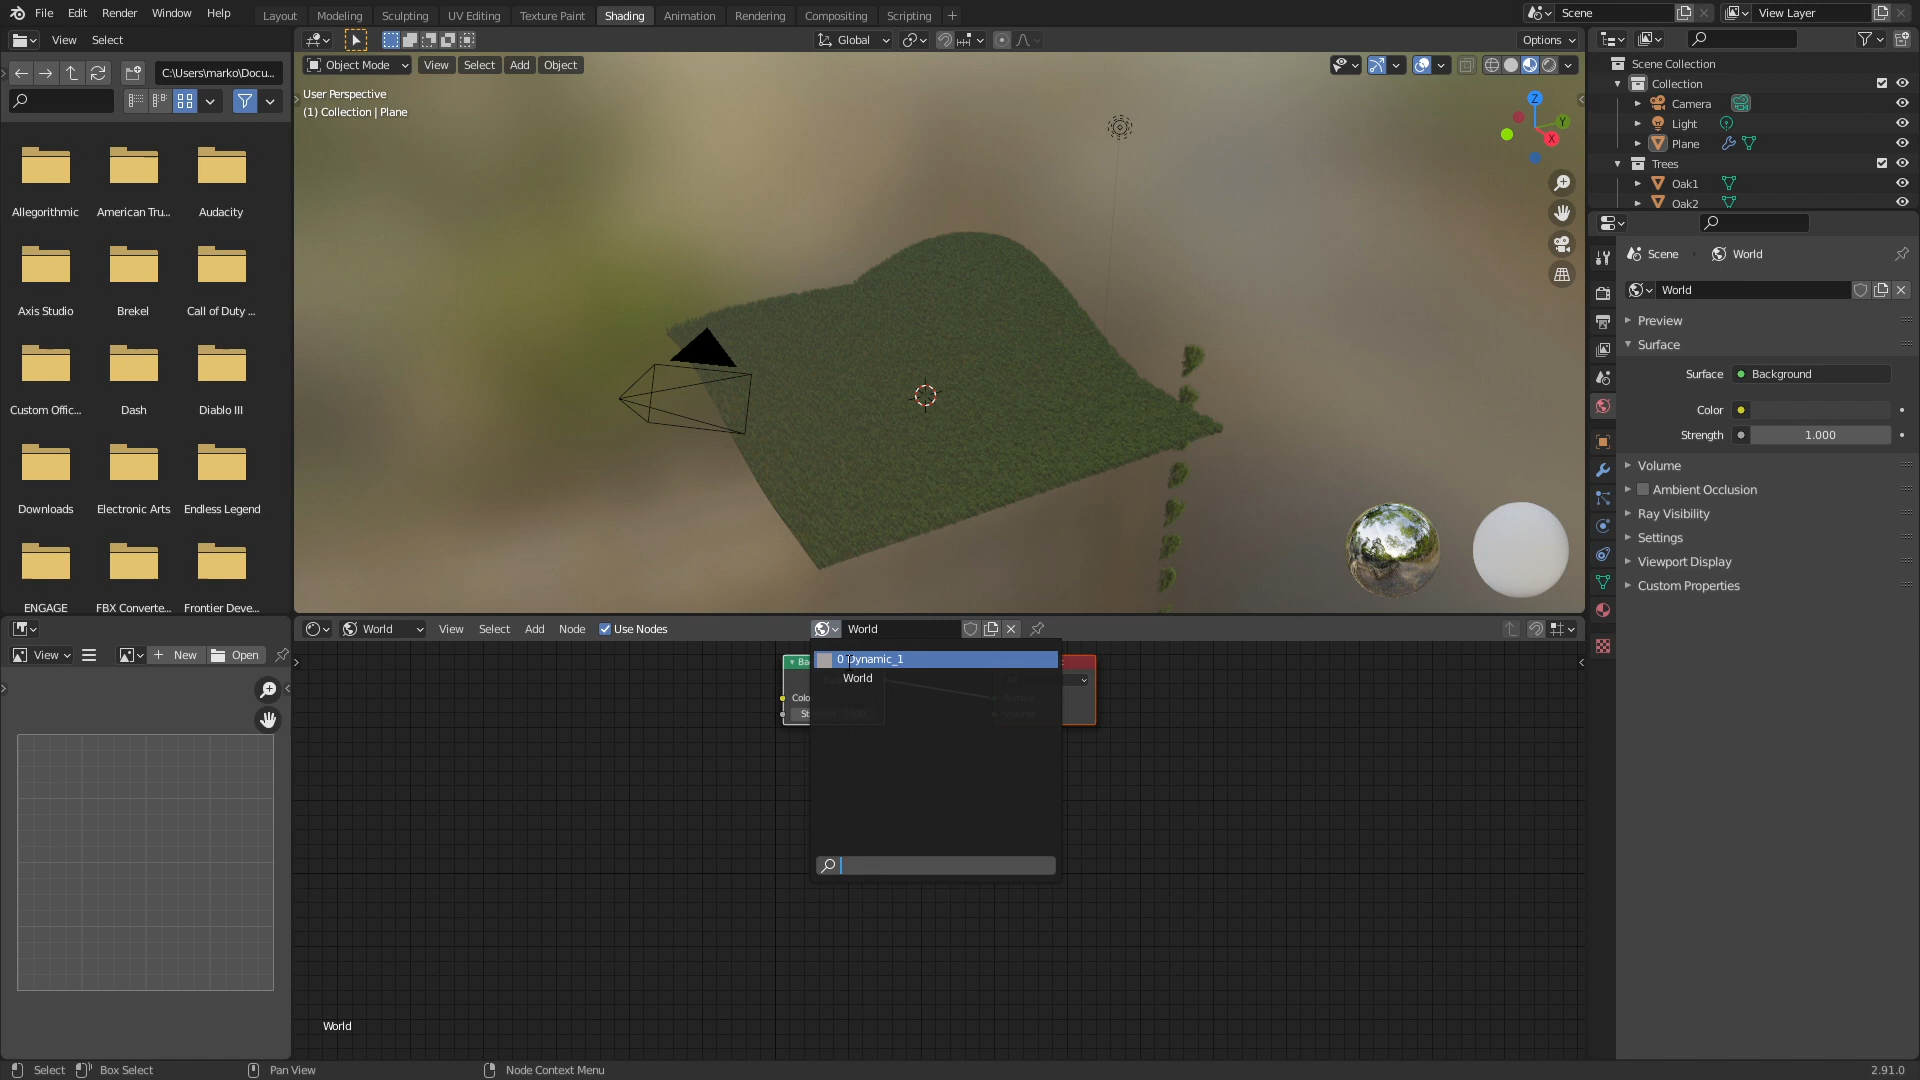 File Edit Render Window Help Layout Modeling Sculpting UV Editing Texture Paint Shading Animation Rendering Compositing Scripting + Scene View Layer
View Select Global Options
C:\Users\marko\Docu...
Object Mode View Select Add Object
User Perspective
(1) Collection | Plane
Z
Y
X
Allegorithmic American Tru... Audacity
Axis Studio Brekel Call of Duty ...
Custom Offic... Dash Diablo III
Downloads Electronic Arts Endless Legend
ENGAGE FBX Converte... Frontier Deve...
Scene Collection
Collection
Camera
Light
Plane
Trees
Oak1
Oak2
Scene World
World
Preview
Surface
Surface Background
Color
Strength 1.000
Volume
Ambient Occlusion
Ray Visibility
Settings
Viewport Display
Custom Properties
World View Select Add Node Use Nodes World
View New Open
0 Dynamic_1
World
World
Select Box Select Pan View Node Context Menu 2.91.0